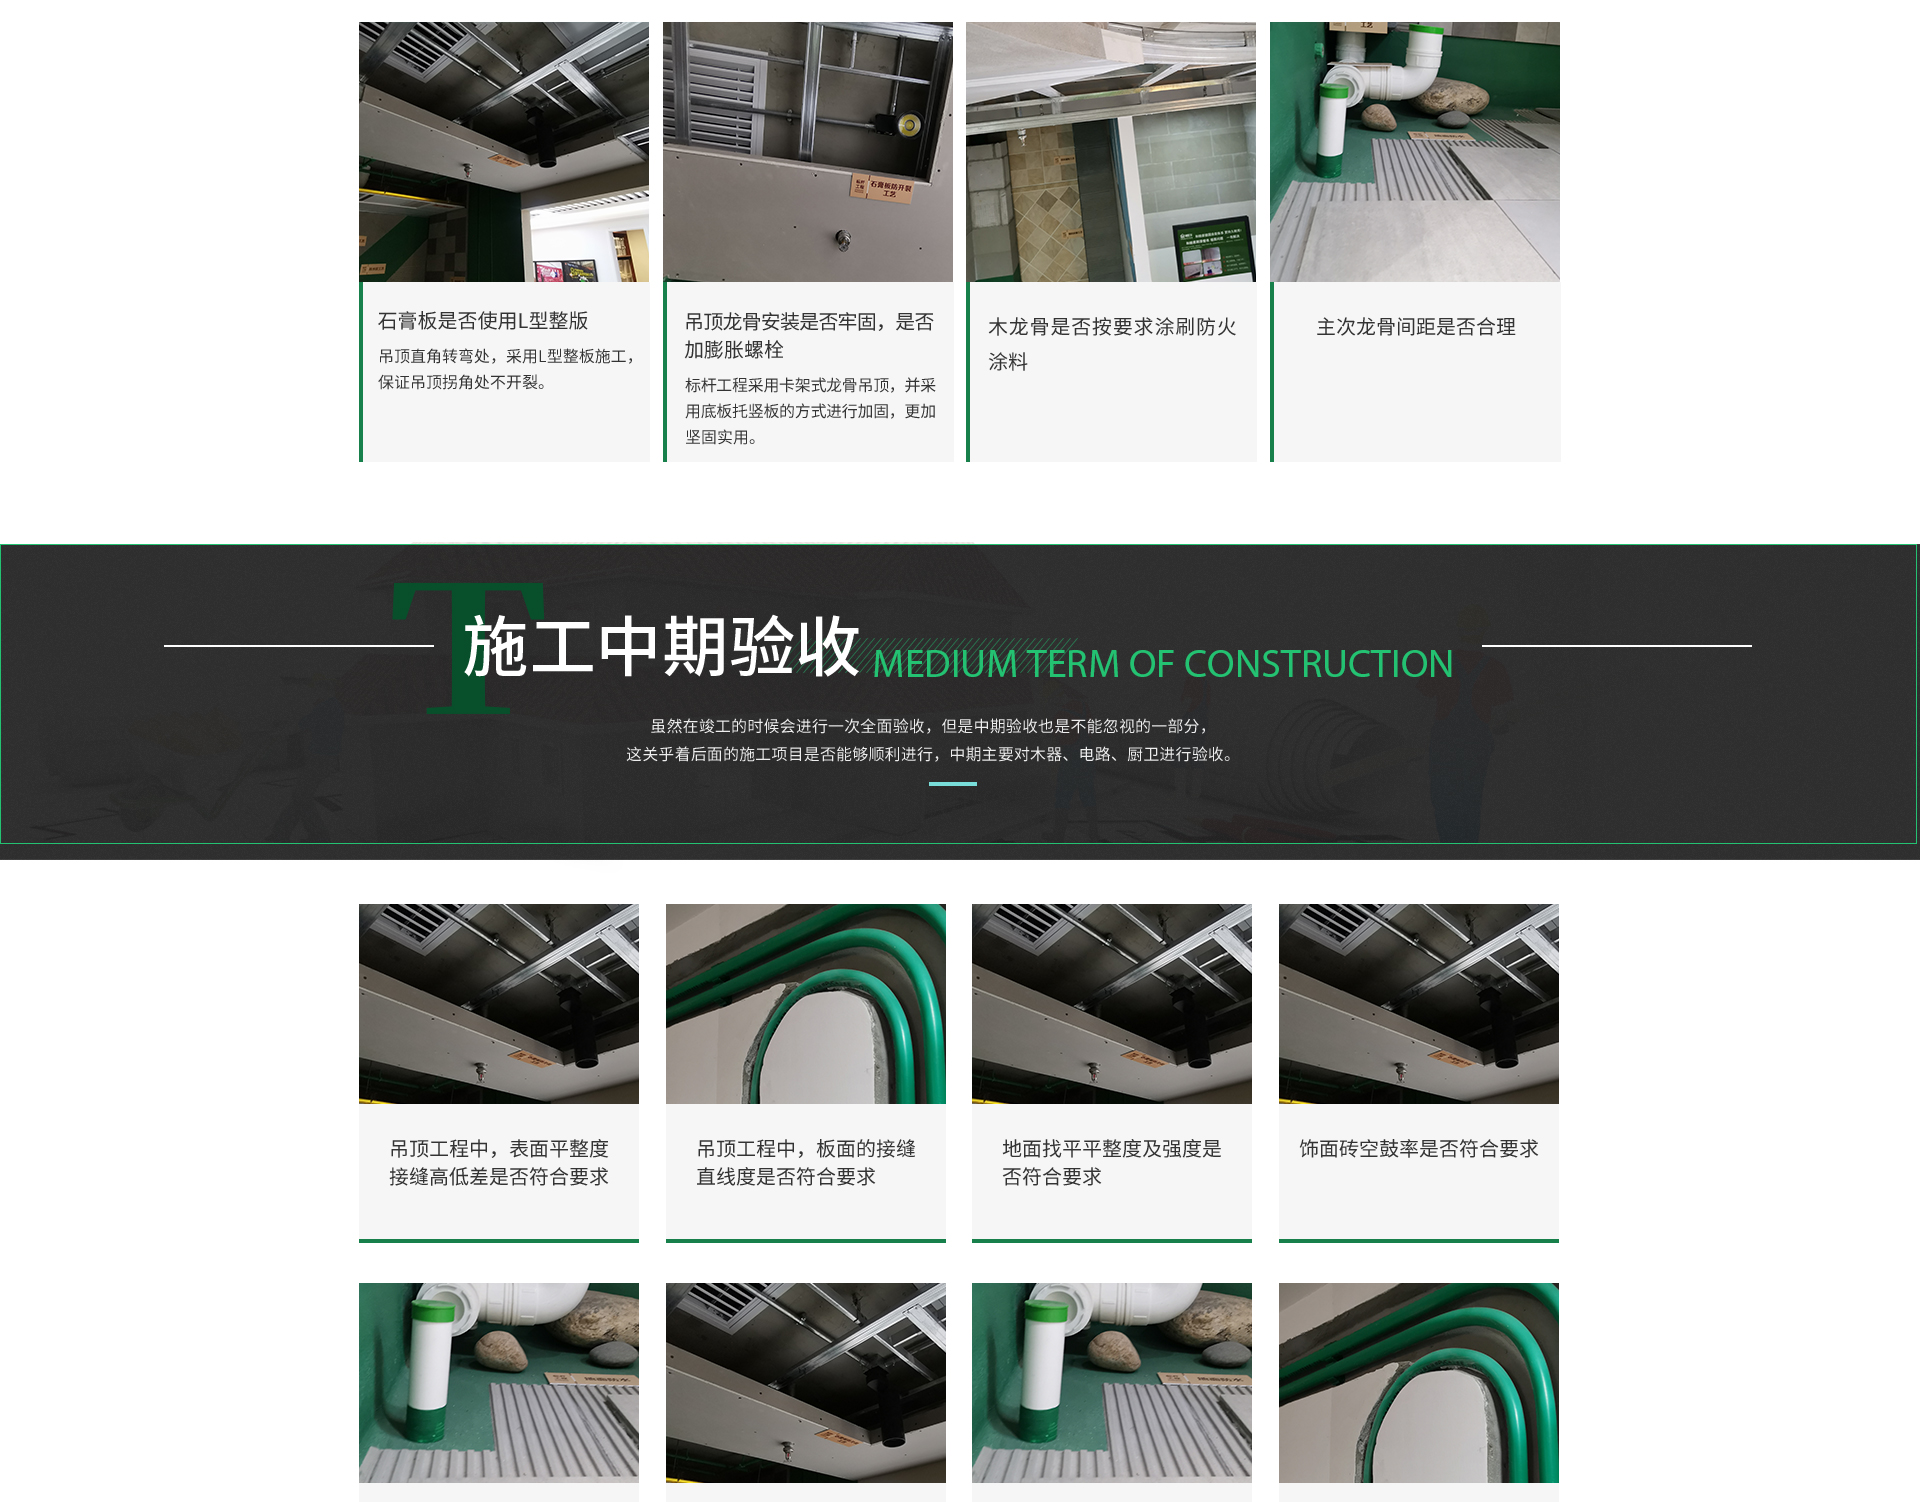 石膏板防开裂
工艺
石膏板是否使用L型整版
吊顶直角转弯处，采用L型整板施工，
保证吊顶拐角处不开裂。
吊顶龙骨安装是否牢固，是否
加膨胀螺栓
标杆工程采用卡架式龙骨吊顶，并采
用底板托竖板的方式进行加固，更加
坚固实用。
木龙骨是否按要求涂刷防火
涂料
主次龙骨间距是否合理
T
施工中期验收
MEDIUM TERM OF CONSTRUCTION
虽然在竣工的时候会进行一次全面验收，但是中期验收也是不能忽视的一部分，
这关乎着后面的施工项目是否能够顺利进行，中期主要对木器、电路、厨卫进行验收。
吊顶工程中，表面平整度
接缝高低差是否符合要求
吊顶工程中，板面的接缝
直线度是否符合要求
地面找平平整度及强度是
否符合要求
饰面砖空鼓率是否符合要求